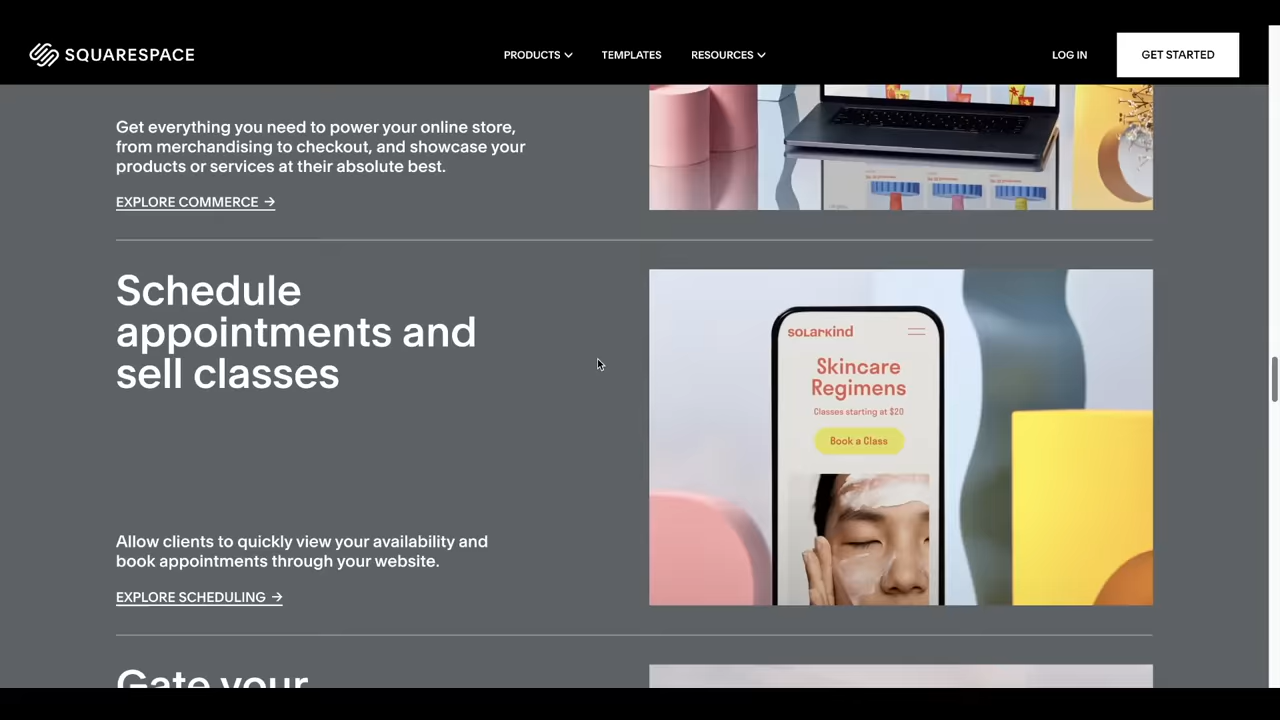 SQUARESPACE
PRODUCTS
TEMPLATES
RESOURCES
LOG IN
GET STARTED
Get everything you need to power your online store,
from merchandising to checkout, and showcase your
products or services at their absolute best.
EXPLORE COMMERCE →
Schedule
appointments and
sell classes
Allow clients to quickly view your availability and
book appointments through your website.
EXPLORE SCHEDULING →
solarkind
Skincare
Regimens
Classes starting at $20
Book a Class
Gate your